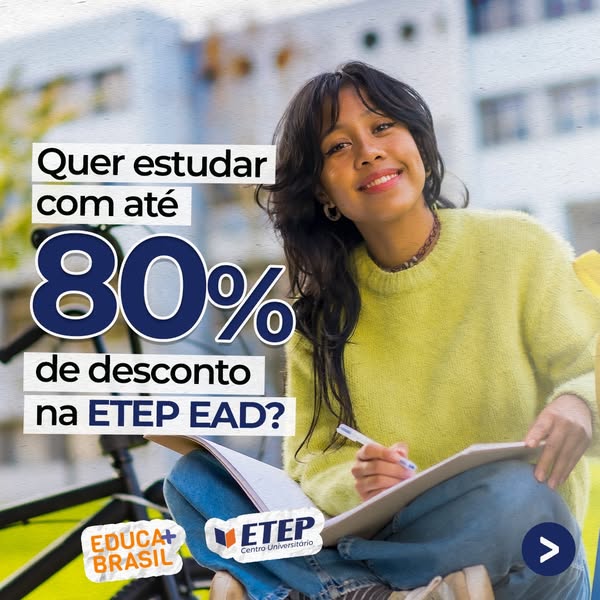 Quer estudar
com até
80%
de desconto
na ETEP EAD?
EDUCA+
BRASIL
ETEP
Centro Universitário